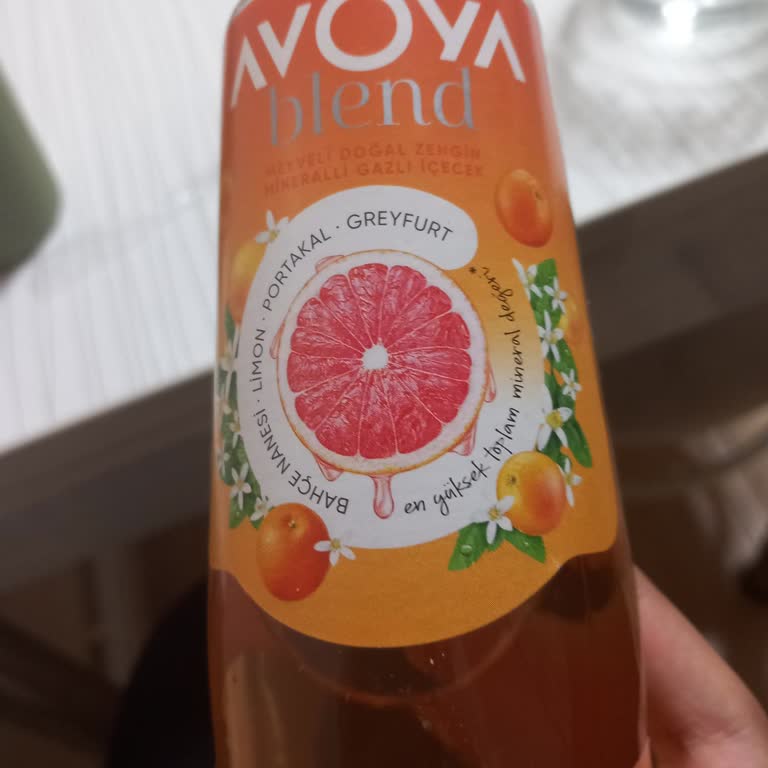 AVOYA
blend
MEYVELİ DOĞAL ZENGİN
MİNERALLİ GAZLI İÇECEK
BAHÇE NANESİ · LİMON · PORTAKAL · GREYFURT
en yüksek toplam mineral değeri*